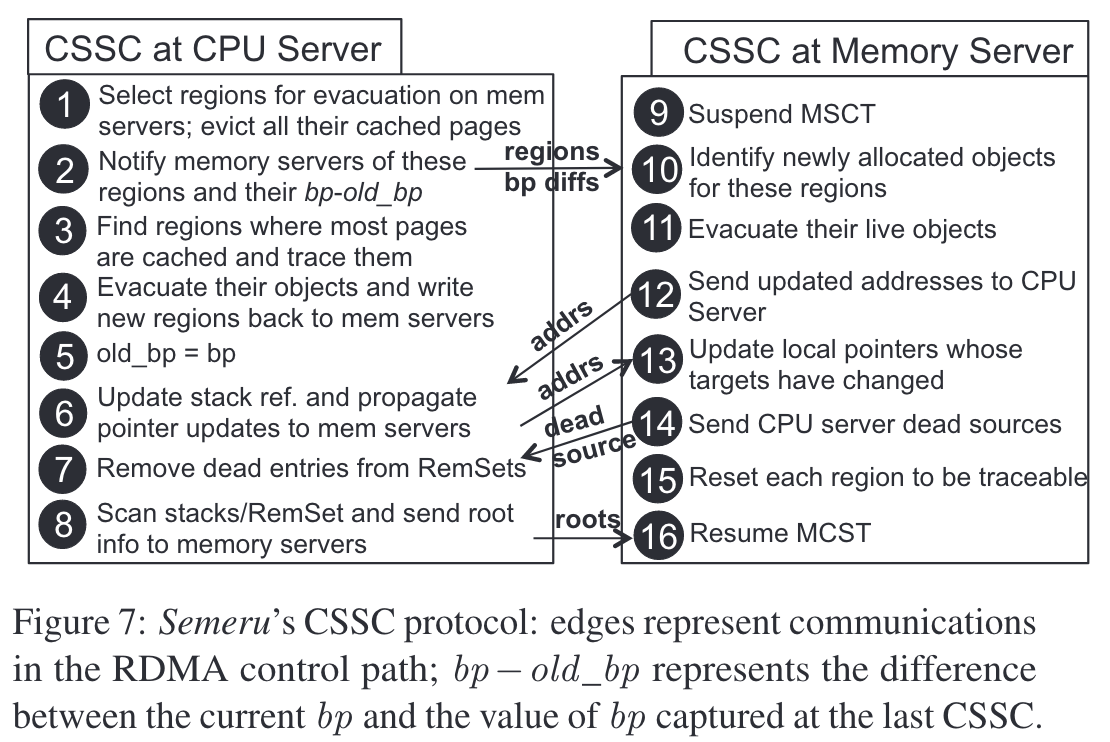 CSSC at CPU Server
1 Select regions for evacuation on mem
servers; evict all their cached pages
2 Notify memory servers of these
regions and their bp-old_bp
3 Find regions where most pages
are cached and trace them
4 Evacuate their objects and write
new regions back to mem servers
5 old_bp = bp
6 Update stack ref. and propagate
pointer updates to mem servers
7 Remove dead entries from RemSets
8 Scan stacks/RemSet and send root
info to memory servers
regions
bp diffs
addrs
addrs
dead
source
roots
CSSC at Memory Server
9 Suspend MSCT
10 Identify newly allocated objects
for these regions
11 Evacuate their live objects
12 Send updated addresses to CPU
Server
13 Update local pointers whose
targets have changed
14 Send CPU server dead sources
15 Reset each region to be traceable
16 Resume MCST
Figure 7: Semeru's CSSC protocol: edges represent communications
in the RDMA control path; bp − old_bp represents the difference
between the current bp and the value of bp captured at the last CSSC.